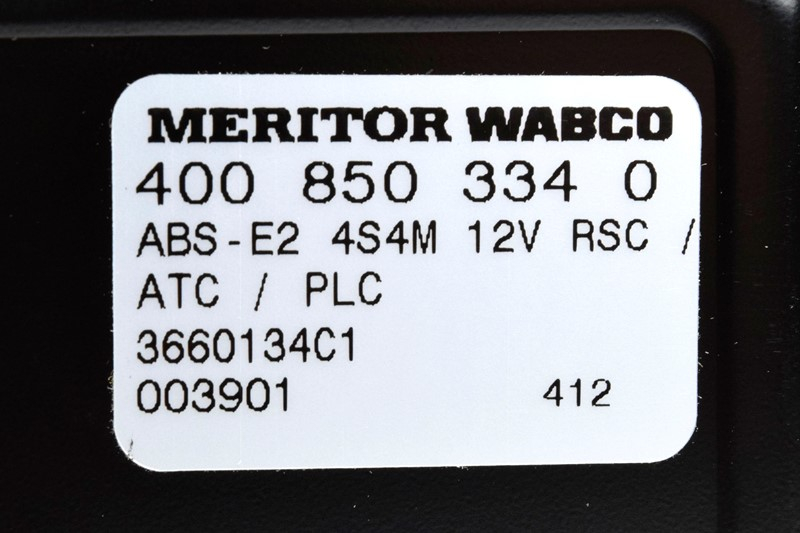 MERITOR WABCO
400 850 334 0
ABS-E2 4S4M 12V RSC /
ATC / PLC
3660134C1
003901 412